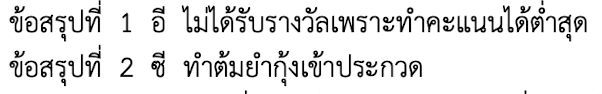 ข้อสรุปที่ 1 อี ไม่ได้รับรางวัลเพราะทำคะแนนได้ต่ำสุด
ข้อสรุปที่ 2 ซี ทำต้มยำกุ้งเข้าประกวด